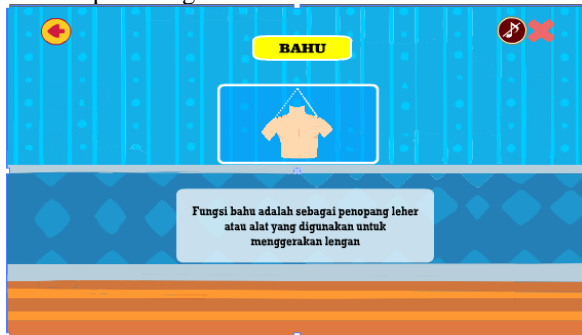 BAHU
Fungsi bahu adalah sebagai penopang leher
atau alat yang digunakan untuk
menggerakan lengan